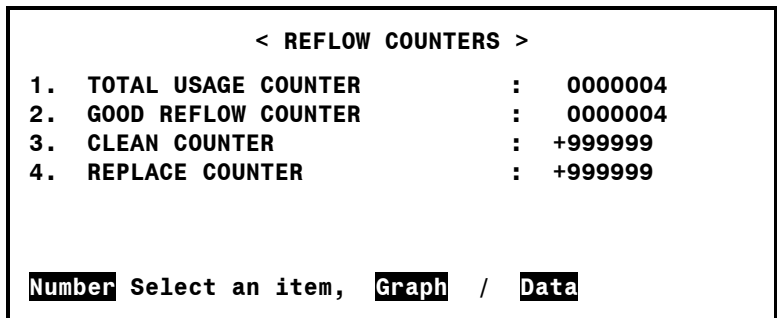 < REFLOW COUNTERS >
1. TOTAL USAGE COUNTER : 0000004
2. GOOD REFLOW COUNTER : 0000004
3. CLEAN COUNTER : +999999
4. REPLACE COUNTER : +999999
Number Select an item, Graph / Data